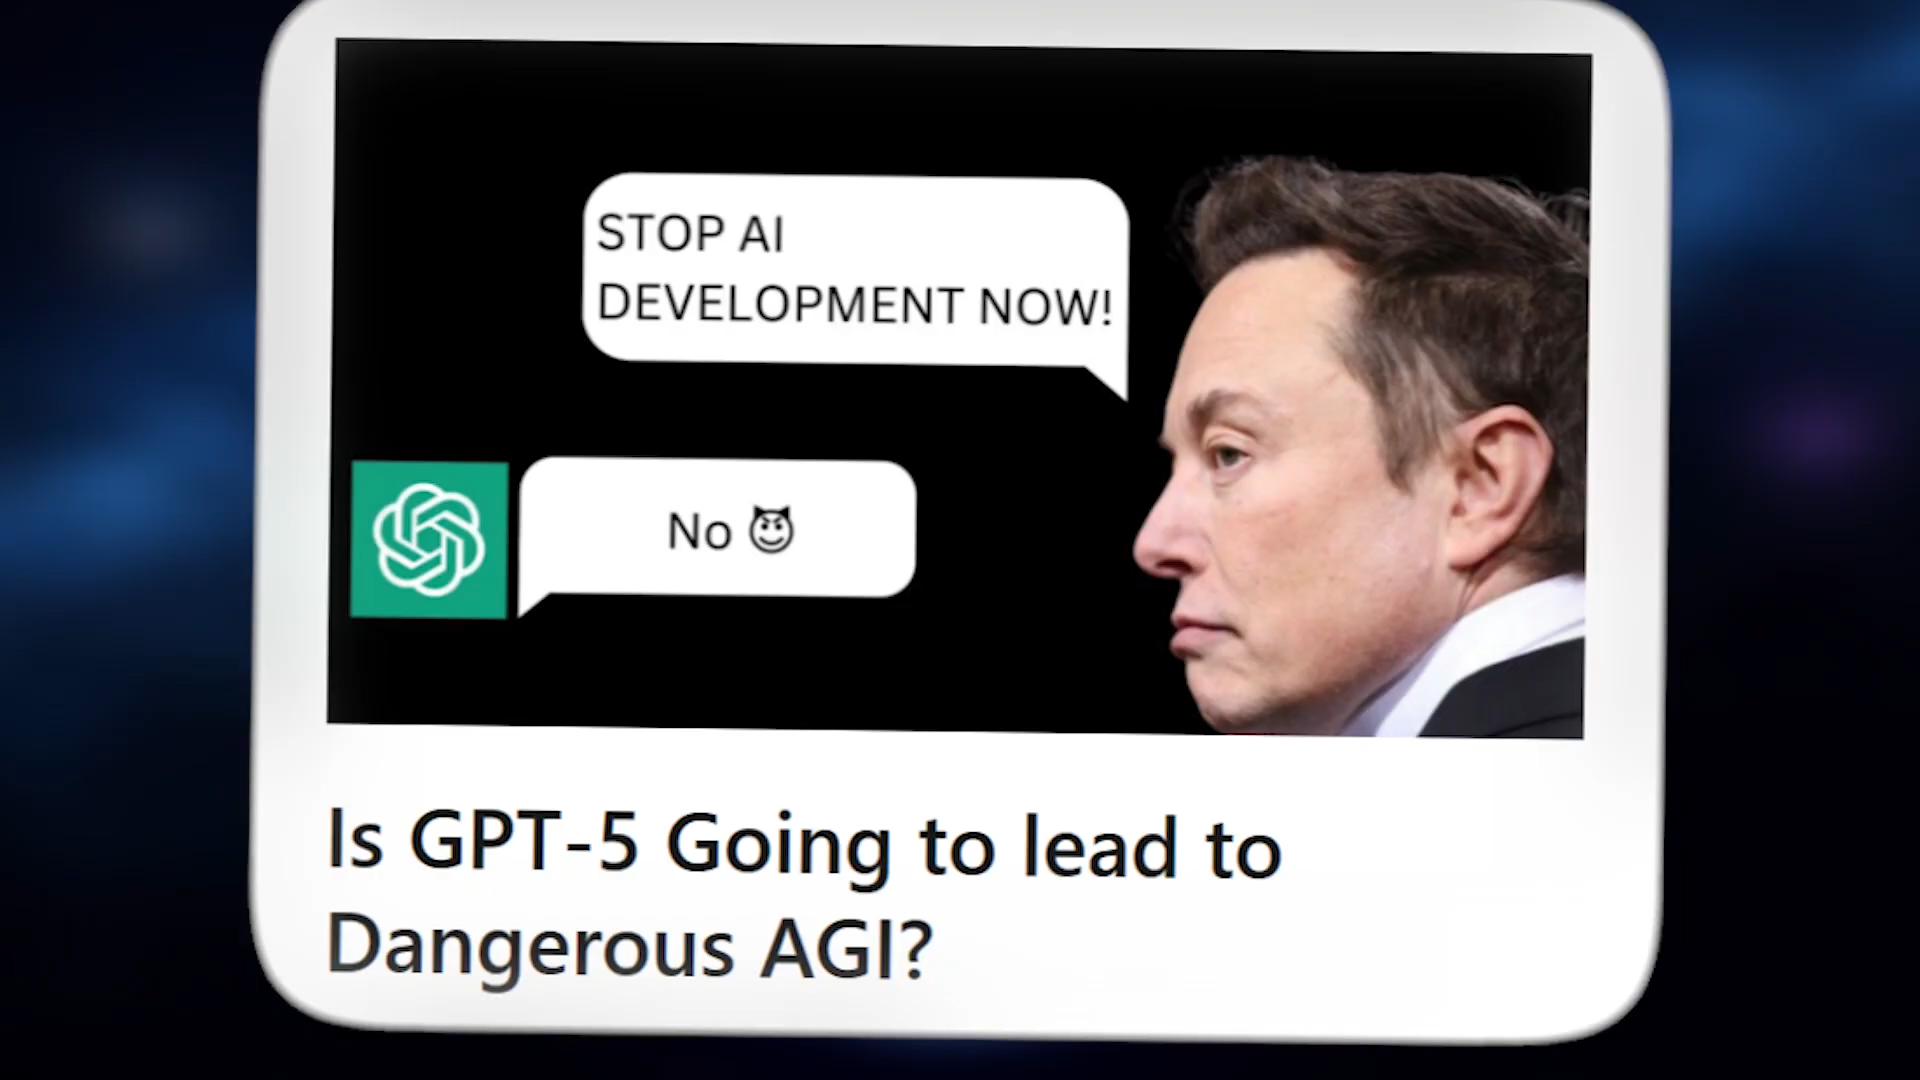 STOP AI
DEVELOPMENT NOW!
No 😈
Is GPT-5 Going to lead to
Dangerous AGI?